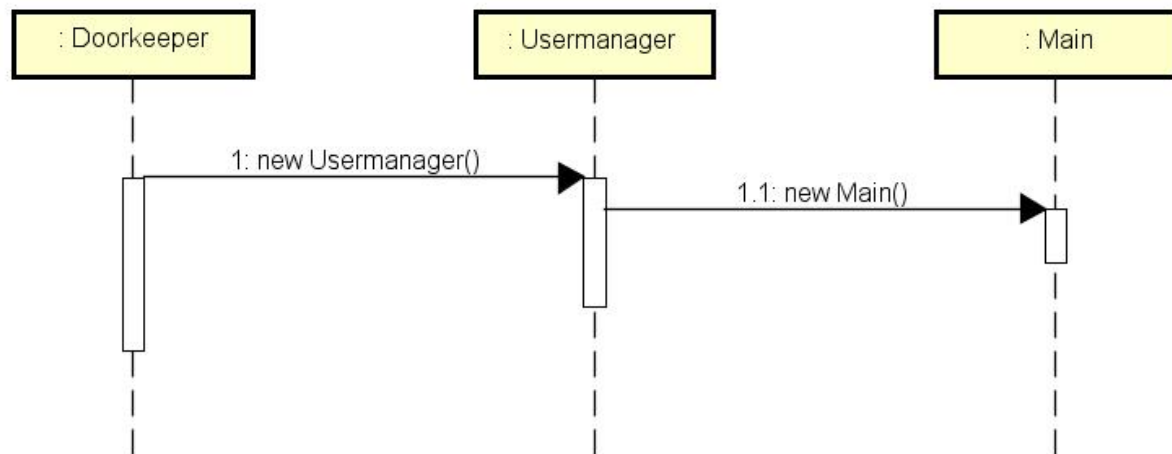 : Doorkeeper
: Usermanager
: Main
1: new Usermanager()
1.1: new Main()